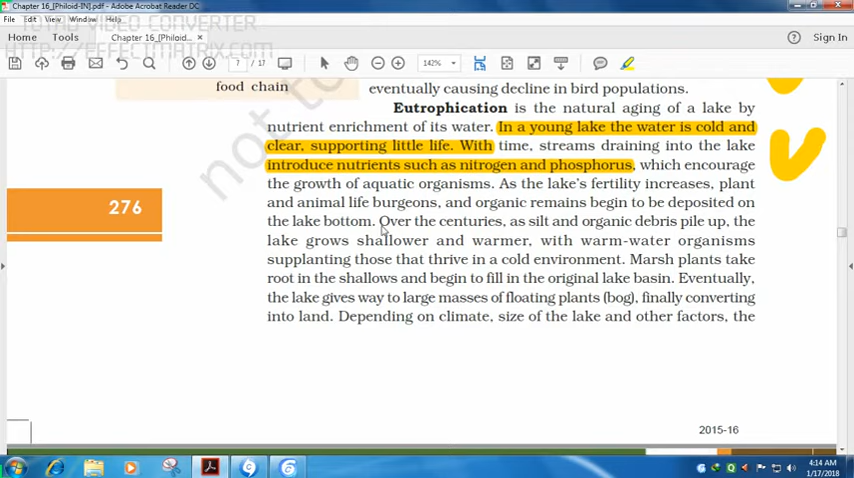 Chapter 16_[Philoid-IN].pdf - Adobe Acrobat Reader DC
File Edit View Window Help
TOTAL VIDEO CONVERTER
HTTP://EFFECTMATRIX.COM
Home Tools Chapter 16_[Philoid... × Sign In
7 / 17 142%
food chain
eventually causing decline in bird populations.
Eutrophication is the natural aging of a lake by
nutrient enrichment of its water. In a young lake the water is cold and
clear, supporting little life. With time, streams draining into the lake
introduce nutrients such as nitrogen and phosphorus, which encourage
the growth of aquatic organisms. As the lake's fertility increases, plant
and animal life burgeons, and organic remains begin to be deposited on
the lake bottom. Over the centuries, as silt and organic debris pile up, the
lake grows shallower and warmer, with warm-water organisms
supplanting those that thrive in a cold environment. Marsh plants take
root in the shallows and begin to fill in the original lake basin. Eventually,
the lake gives way to large masses of floating plants (bog), finally converting
into land. Depending on climate, size of the lake and other factors, the
276
not to
2015-16
4:14 AM
1/17/2018